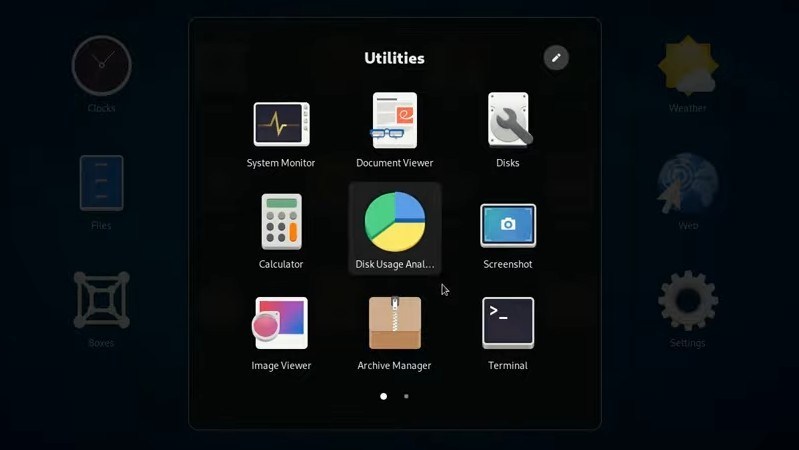 Utilities
Clocks
Weather
System Monitor
Document Viewer
Disks
Files
Web
Calculator
Disk Usage Anal...
Screenshot
Boxes
Settings
Image Viewer
Archive Manager
>_
Terminal